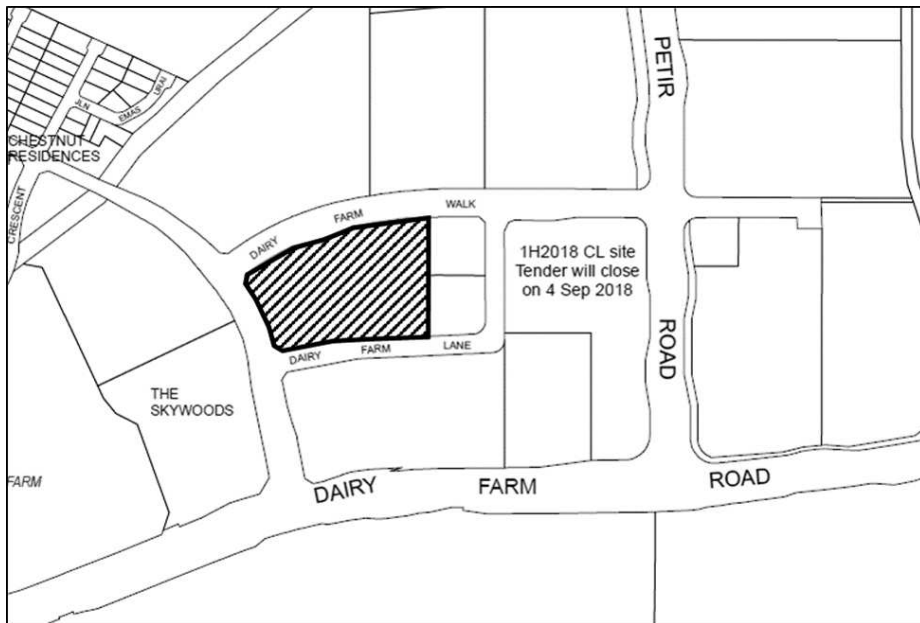 PETIR
URAI
EMAS
JLN
CHESTNUT
RESIDENCES
CRESCENT
DAIRY FARM WALK
1H2018 CL site
Tender will close
on 4 Sep 2018
ROAD
DAIRY FARM LANE
THE
SKYWOODS
FARM
DAIRY FARM ROAD